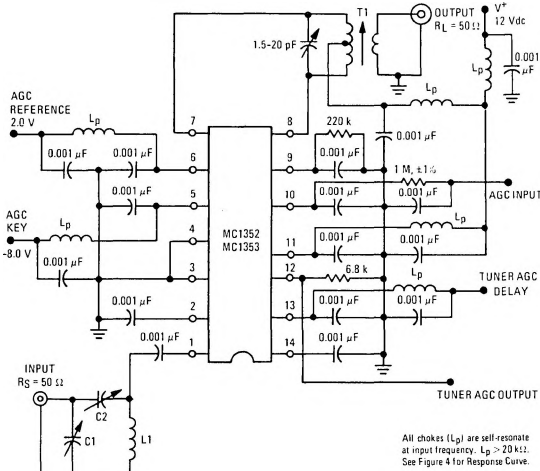 T1
OUTPUT
RL = 50 Ω
V+
12 Vdc
1.5-20 pF
0.001
μF
Lp
Lp
AGC
REFERENCE
2.0 V
Lp
0.001 μF
0.001 μF
0.001 μF
7
8
6
9
5
10
4
11
3
12
2
13
1
14
220 k
0.001 μF
0.001 μF
1 M, ±1%
0.001 μF
0.001 μF
AGC INPUT
AGC
KEY
-8.0 V
Lp
0.001 μF
MC1352
MC1353
Lp
0.001 μF
0.001 μF
6.8 k
Lp
TUNER AGC
DELAY
0.001 μF
0.001 μF
0.001 μF
0.001 μF
0.001 μF
INPUT
RS = 50 Ω
C2
C1
L1
TUNER AGC OUTPUT
All chokes (Lp) are self-resonate
at input frequency. Lp > 20 kΩ.
See Figure 4 for Response Curve.